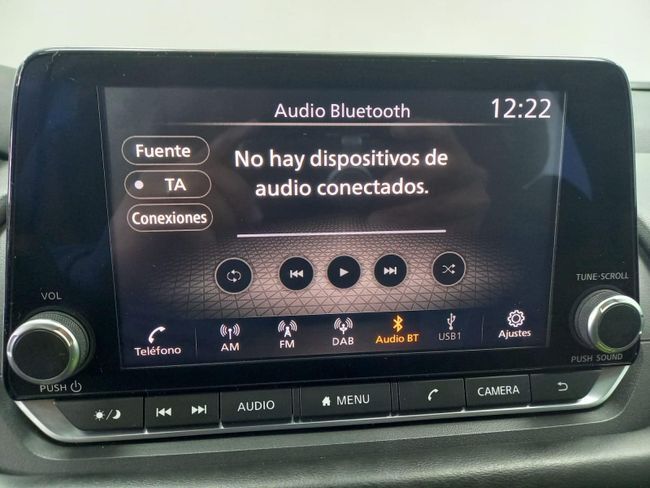 Audio Bluetooth
12:22
Fuente
TA
Conexiones
No hay dispositivos de
audio conectados.
VOL
PUSH
TUNE·SCROLL
PUSH SOUND
Teléfono
AM
FM
DAB
Audio BT
USB1
Ajustes
AUDIO
MENU
CAMERA